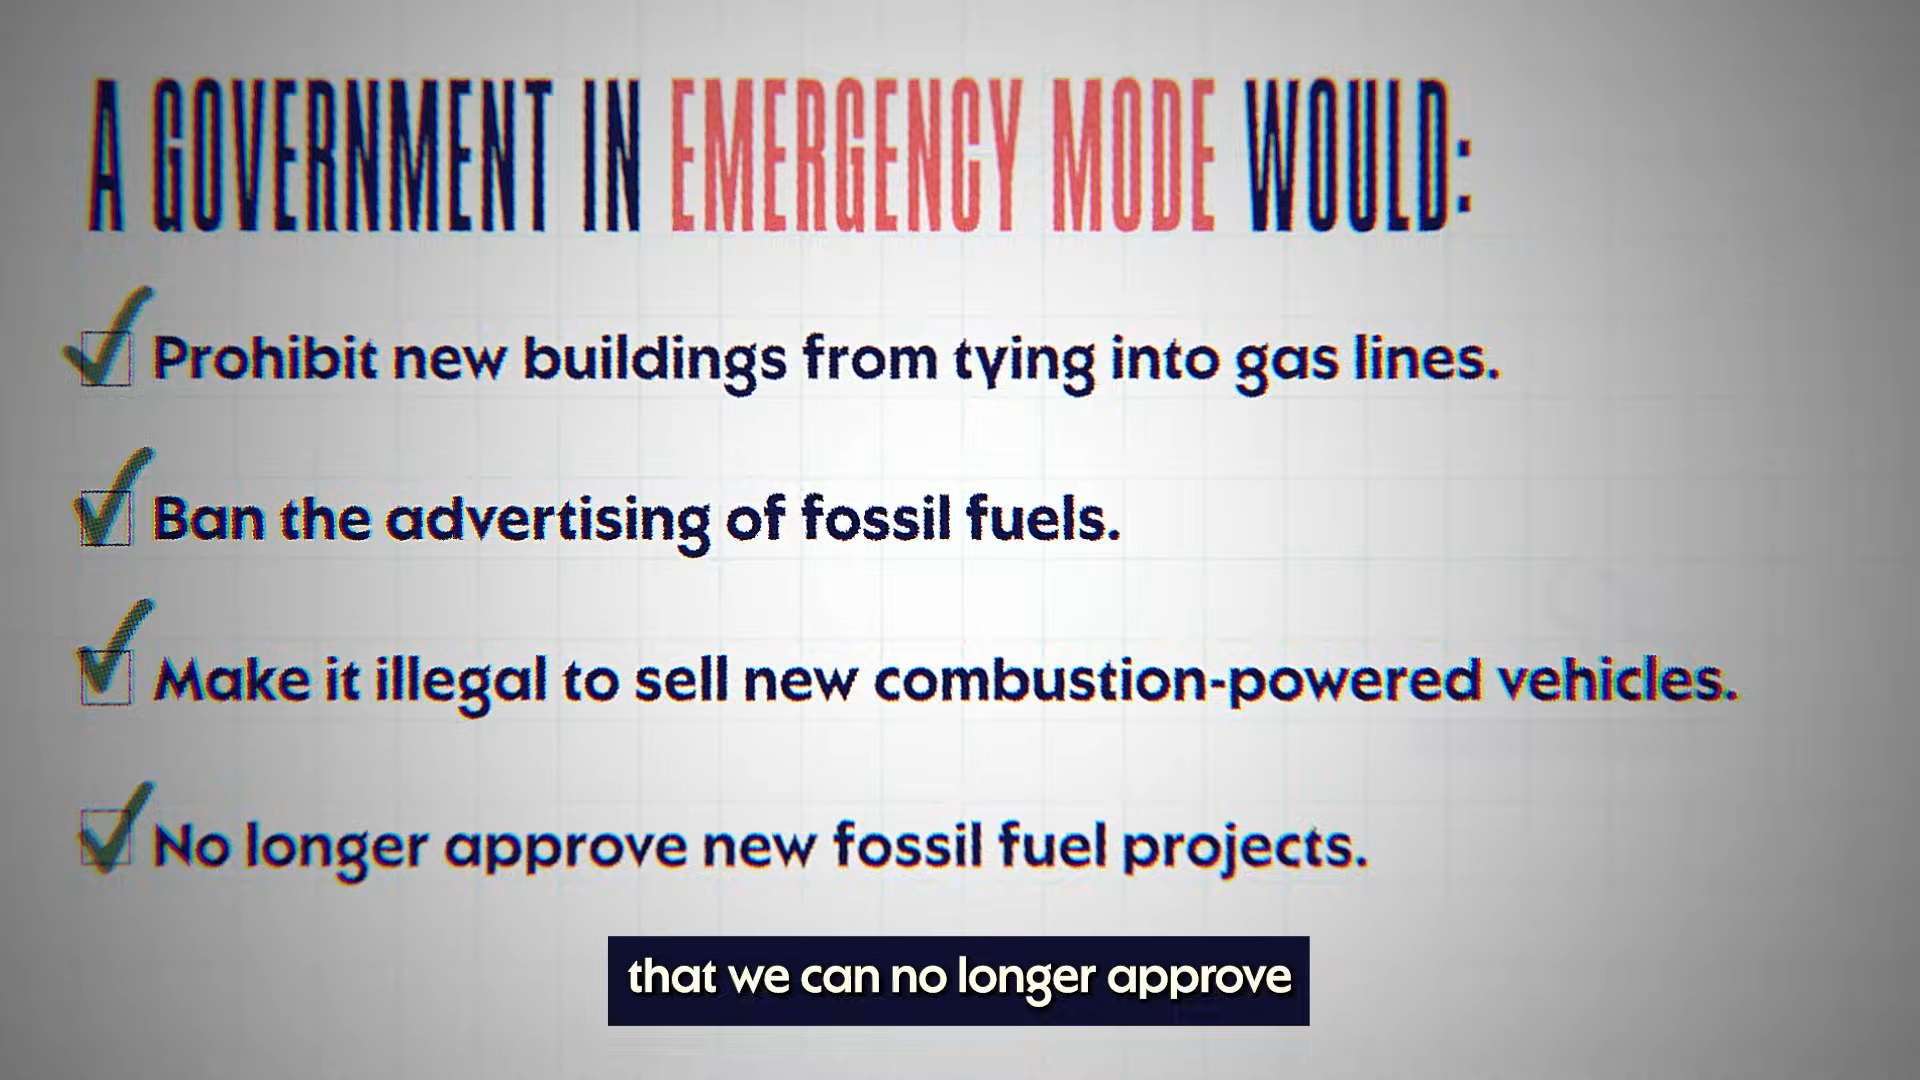 A GOVERNMENT IN EMERGENCY MODE WOULD:
Prohibit new buildings from tying into gas lines.
Ban the advertising of fossil fuels.
Make it illegal to sell new combustion-powered vehicles.
No longer approve new fossil fuel projects.
that we can no longer approve